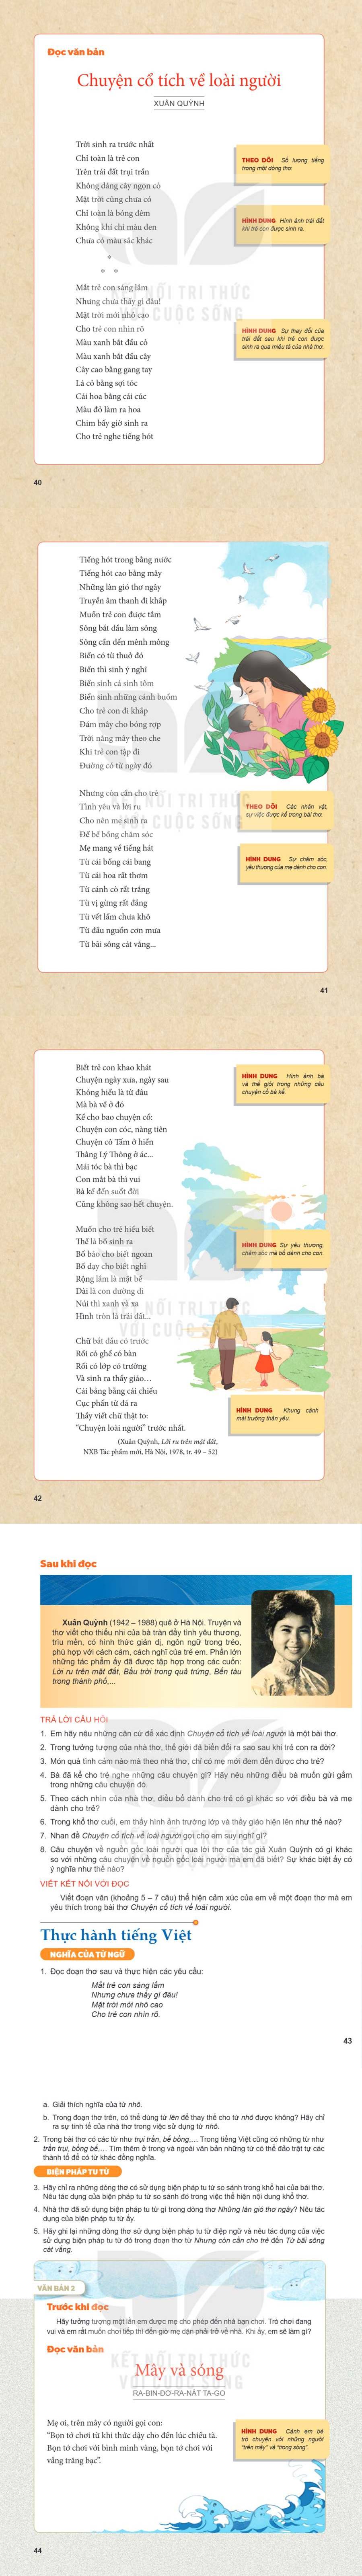 Đọc văn bản
Chuyện cổ tích về loài người
XUÂN QUỲNH
Trời sinh ra trước nhất
Chỉ toàn là trẻ con
Trên trái đất trụi trần
Không dáng cây ngọn cỏ
Mặt trời cũng chưa có
Chỉ toàn là bóng đêm
Không khí chỉ màu đen
Chưa có màu sắc khác
THEO DÕI Số lượng tiếng
trong một dòng thơ.
HÌNH DUNG Hình ảnh trái đất
khi trẻ con được sinh ra.
*
* *
Mắt trẻ con sáng lắm
Nhưng chưa thấy gì đâu!
Mặt trời mới nhô cao
Cho trẻ con nhìn rõ
Màu xanh bắt đầu cỏ
Màu xanh bắt đầu cây
Cây cao bằng gang tay
Lá cỏ bằng sợi tóc
Cái hoa bằng cái cúc
Màu đỏ làm ra hoa
Chim bấy giờ sinh ra
Cho trẻ nghe tiếng hót
HÌNH DUNG Sự thay đổi của
trái đất sau khi trẻ con được
sinh ra qua miêu tả của nhà thơ.
KẾT NỐI TRI THỨC
VỚI CUỘC SỐNG
40
Tiếng hót trong bằng nước
Tiếng hót cao bằng mây
Những làn gió thơ ngây
Truyền âm thanh đi khắp
Muốn trẻ con được tắm
Sông bắt đầu làm sông
Sông cần đến mênh mông
Biển có từ thuở đó
Biển thì sinh ý nghĩ
Biển sinh cá sinh tôm
Biển sinh những cánh buồm
Cho trẻ con đi khắp
Đám mây cho bóng rợp
Trời nắng mây theo che
Khi trẻ con tập đi
Đường có từ ngày đó
Nhưng còn cần cho trẻ
Tình yêu và lời ru
Cho nên mẹ sinh ra
Để bế bồng chăm sóc
Mẹ mang về tiếng hát
Từ cái bống cái bang
Từ cái hoa rất thơm
Từ cánh cò rất trắng
Từ vị gừng rất đắng
Từ vết lấm chưa khô
Từ đầu nguồn cơn mưa
Từ bãi sông cát vắng...
THEO DÕI Các nhân vật,
sự việc được kể trong bài thơ.
HÌNH DUNG Sự chăm sóc,
yêu thương của mẹ dành cho con.
KẾT NỐI TRI THỨC
VỚI CUỘC SỐNG
41
Biết trẻ con khao khát
Chuyện ngày xưa, ngày sau
Không hiểu là từ đâu
Mà bà về ở đó
Kể cho bao chuyện cổ:
Chuyện con cóc, nàng tiên
Chuyện cô Tấm ở hiền
Thằng Lý Thông ở ác...
Mái tóc bà thì bạc
Con mắt bà thì vui
Bà kể đến suốt đời
Cũng không sao hết chuyện.
HÌNH DUNG Hình ảnh bà
và thế giới trong những câu
chuyện cổ bà kể.
Muốn cho trẻ hiểu biết
Thế là bố sinh ra
Bố bảo cho biết ngoan
Bố dạy cho biết nghĩ
Rộng lắm là mặt bể
Dài là con đường đi
Núi thì xanh và xa
Hình tròn là trái đất...
HÌNH DUNG Sự yêu thương,
chăm sóc mà bố dành cho con.
Chữ bắt đầu có trước
Rồi có ghế có bàn
Rồi có lớp có trường
Và sinh ra thầy giáo…
Cái bảng bằng cái chiếu
Cục phấn từ đá ra
Thầy viết chữ thật to:
“Chuyện loài người” trước nhất.
HÌNH DUNG Khung cảnh
mái trường thân yêu.
(Xuân Quỳnh, Lời ru trên mặt đất,
NXB Tác phẩm mới, Hà Nội, 1978, tr. 49 – 52)
KẾT NỐI TRI THỨC
VỚI CUỘC SỐNG
42
Sau khi đọc
Xuân Quỳnh (1942 – 1988) quê ở Hà Nội. Truyện và
thơ viết cho thiếu nhi của bà tràn đầy tình yêu thương,
trìu mến, có hình thức giản dị, ngôn ngữ trong trẻo,
phù hợp với cách cảm, cách nghĩ của trẻ em. Phần lớn
những tác phẩm ấy đã được tập hợp trong các cuốn:
Lời ru trên mặt đất, Bầu trời trong quả trứng, Bến tàu
trong thành phố,...
TRẢ LỜI CÂU HỎI
1. Em hãy nêu những căn cứ để xác định Chuyện cổ tích về loài người là một bài thơ.
2. Trong tưởng tượng của nhà thơ, thế giới đã biến đổi ra sao sau khi trẻ con ra đời?
3. Món quà tình cảm nào mà theo nhà thơ, chỉ có mẹ mới đem đến được cho trẻ?
4. Bà đã kể cho trẻ nghe những câu chuyện gì? Hãy nêu những điều bà muốn gửi gắm
trong những câu chuyện đó.
5. Theo cách nhìn của nhà thơ, điều bố dành cho trẻ có gì khác so với điều bà và mẹ
dành cho trẻ?
6. Trong khổ thơ cuối, em thấy hình ảnh trường lớp và thầy giáo hiện lên như thế nào?
7. Nhan đề Chuyện cổ tích về loài người gợi cho em suy nghĩ gì?
8. Câu chuyện về nguồn gốc loài người qua lời thơ của tác giả Xuân Quỳnh có gì khác
so với những câu chuyện về nguồn gốc loài người mà em đã biết? Sự khác biệt ấy có
ý nghĩa như thế nào?
KẾT NỐI TRI THỨC
VỚI CUỘC SỐNG
VIẾT KẾT NỐI VỚI ĐỌC
Viết đoạn văn (khoảng 5 – 7 câu) thể hiện cảm xúc của em về một đoạn thơ mà em
yêu thích trong bài thơ Chuyện cổ tích về loài người.
Thực hành tiếng Việt
NGHĨA CỦA TỪ NGỮ
1. Đọc đoạn thơ sau và thực hiện các yêu cầu:
Mắt trẻ con sáng lắm
Nhưng chưa thấy gì đâu!
Mặt trời mới nhô cao
Cho trẻ con nhìn rõ.
43
a. Giải thích nghĩa của từ nhô.
b. Trong đoạn thơ trên, có thể dùng từ lên để thay thế cho từ nhô được không? Hãy chỉ
ra sự tinh tế của nhà thơ trong việc sử dụng từ nhô.
2. Trong bài thơ có các từ như trụi trần, bế bồng,... Trong tiếng Việt cũng có những từ như
trần trụi, bồng bế,... Tìm thêm ở trong và ngoài văn bản những từ có thể đảo trật tự các
thành tố để có từ khác đồng nghĩa.
BIỆN PHÁP TU TỪ
3. Hãy chỉ ra những dòng thơ có sử dụng biện pháp tu từ so sánh trong khổ hai của bài thơ.
Nêu tác dụng của biện pháp tu từ so sánh đó trong việc thể hiện nội dung khổ thơ.
4. Nhà thơ đã sử dụng biện pháp tu từ gì trong dòng thơ Những làn gió thơ ngây? Nêu tác
dụng của biện pháp tu từ ấy.
5. Hãy ghi lại những dòng thơ sử dụng biện pháp tu từ điệp ngữ và nêu tác dụng của việc
sử dụng biện pháp tu từ đó trong đoạn thơ từ Nhưng còn cần cho trẻ đến Từ bãi sông
cát vắng.
VĂN BẢN 2
Trước khi đọc
Hãy tưởng tượng một lần em được mẹ cho phép đến nhà bạn chơi. Trò chơi đang
vui và em rất muốn chơi tiếp thì đến giờ mẹ dặn phải trở về nhà. Khi ấy, em sẽ làm gì?
Đọc văn bản
Mây và sóng
RA-BIN-ĐƠ-RA-NÁT TA-GO
KẾT NỐI TRI THỨC
VỚI CUỘC SỐNG
Mẹ ơi, trên mây có người gọi con:
“Bọn tớ chơi từ khi thức dậy cho đến lúc chiều tà.
Bọn tớ chơi với bình minh vàng, bọn tớ chơi với
vầng trăng bạc”.
HÌNH DUNG Cảnh em bé
trò chuyện với những người
“trên mây” và “trong sóng”.
44